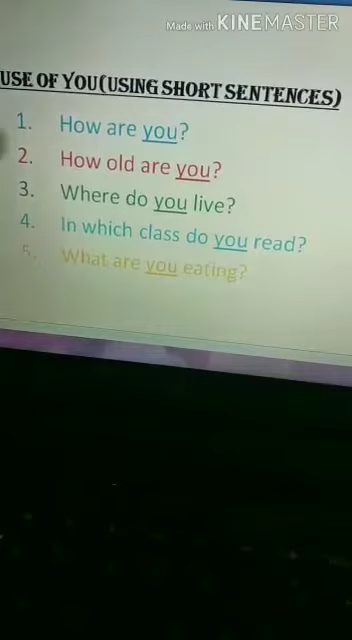 Made with KINEMASTER
USE OF YOU(USING SHORT SENTENCES)
1. How are you?
2. How old are you?
3. Where do you live?
4. In which class do you read?
5. What are you eating?